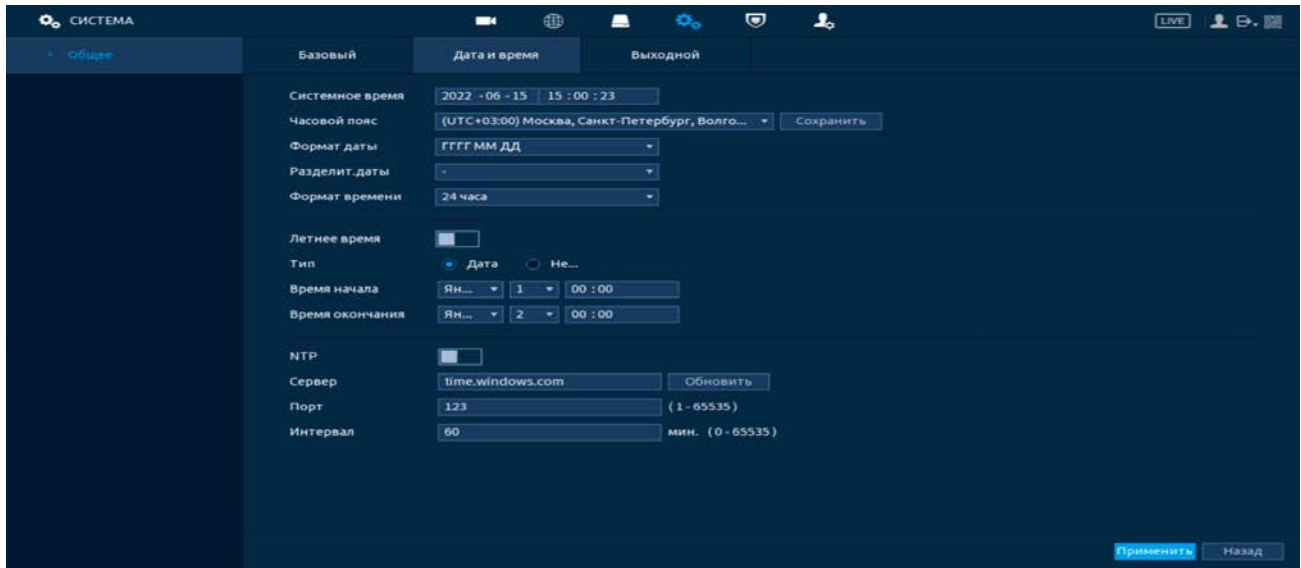 СИСТЕМА LIVE
Общее Базовый Дата и время Выходной
Системное время 2022 - 06 - 15 15 : 00 : 23
Часовой пояс (UTC+03:00) Москва, Санкт-Петербург, Волго... Сохранить
Формат даты ГГГГ ММ ДД
Разделит.даты -
Формат времени 24 часа
Летнее время
Тип Дата Не...
Время начала Ян... 1 00 : 00
Время окончания Ян... 2 00 : 00
NTP
Сервер time.windows.com Обновить
Порт 123 (1 - 65535)
Интервал 60 мин. (0 - 65535)
Применить Назад